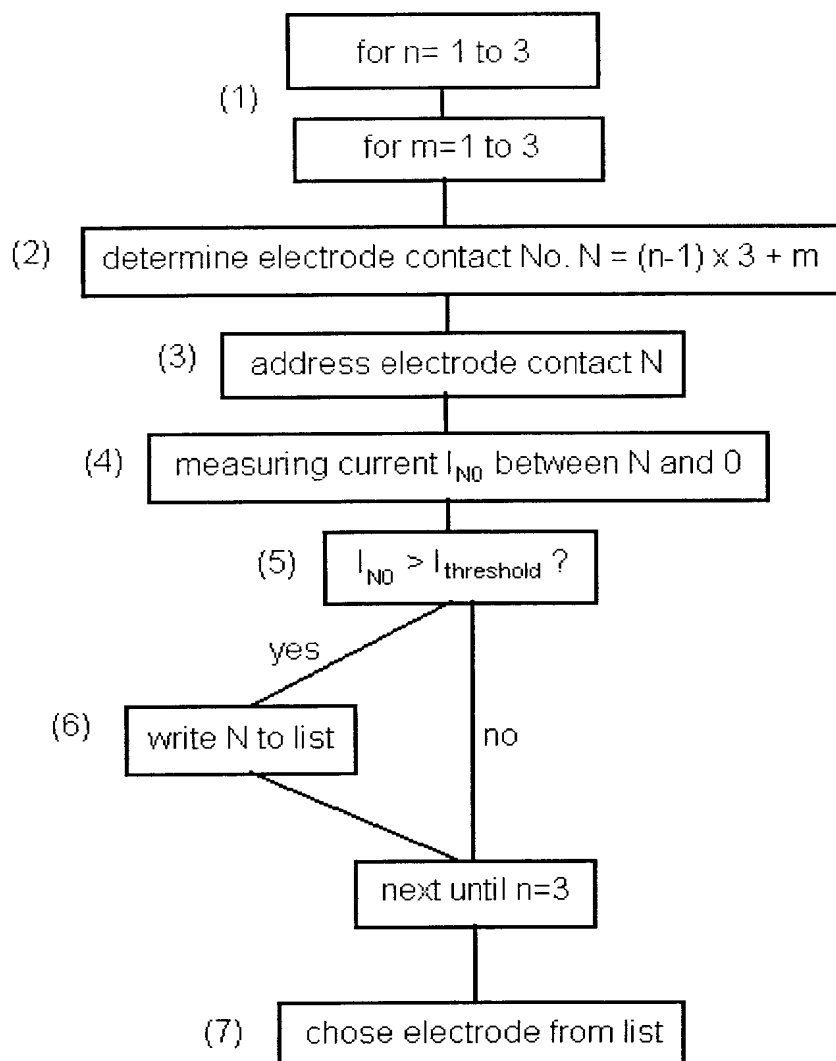 for n= 1 to 3
(1)
for m=1 to 3
(2) determine electrode contact No. N = (n-1) x 3 + m
(3) address electrode contact N
(4) measuring current I_N0 between N and 0
(5) I_N0 > I_threshold ?
yes
(6) write N to list
no
next until n=3
(7) chose electrode from list